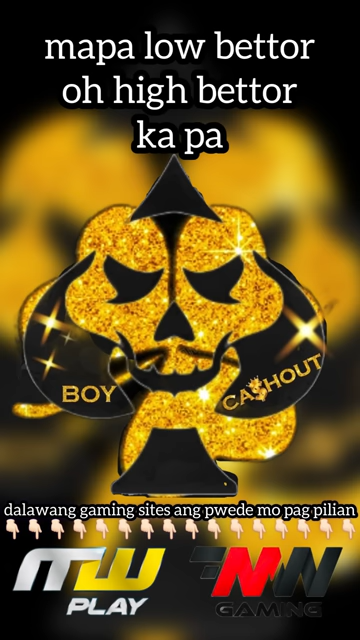 mapa low bettor
oh high bettor
ka pa
BOY
CASHOUT
dalawang gaming sites ang pwede mo pag pilian
👇🏻👇🏻👇🏻👇🏻👇🏻👇🏻👇🏻👇🏻👇🏻👇🏻👇🏻👇🏻👇🏻👇🏻👇🏻
MW
PLAY
GAMING